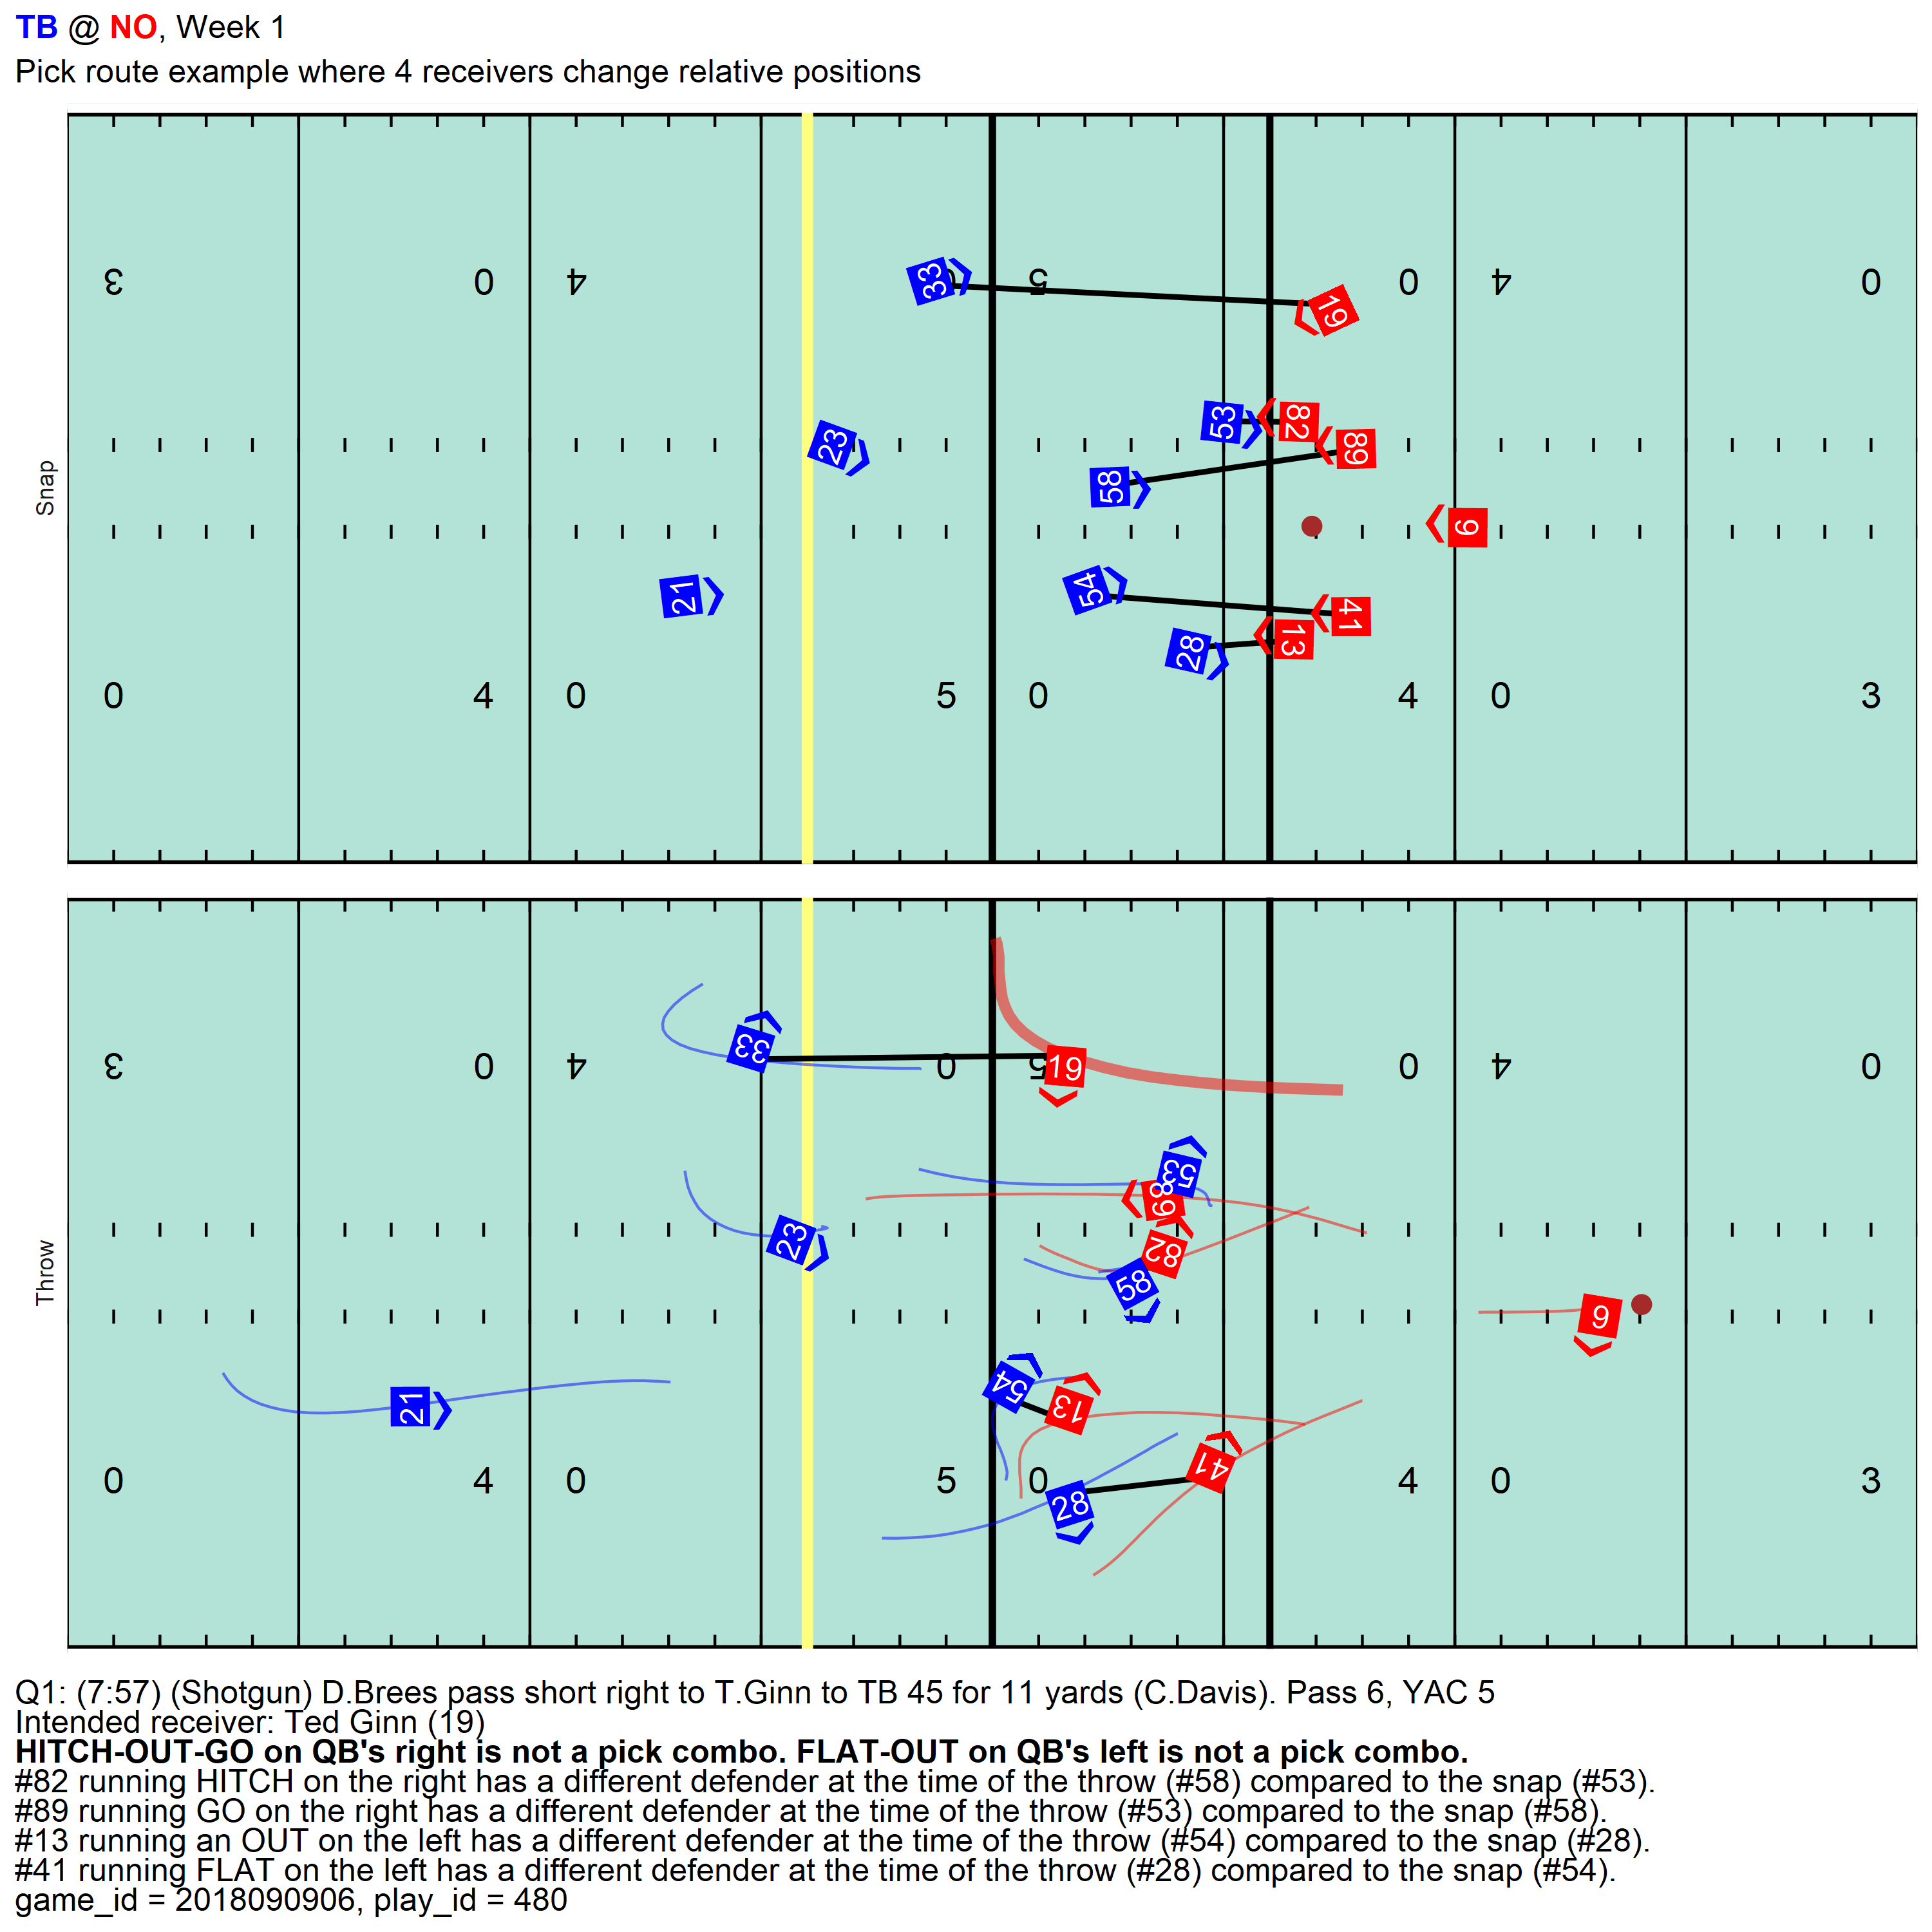 TB @ NO, Week 1
Pick route example where 4 receivers change relative positions
Snap
3 0 4 0 5 0 4 0
33
19
53 82
23
89
58
9
54
21
41
28 13
0 4 0 5 0 4 0 3
Throw
33
3 0 4 0 5 0 4 0
19
53
89
23
82
58
9
54
21
13
41
28
0 4 0 5 0 4 0 3
Q1: (7:57) (Shotgun) D.Brees pass short right to T.Ginn to TB 45 for 11 yards (C.Davis). Pass 6, YAC 5
Intended receiver: Ted Ginn (19)
HITCH-OUT-GO on QB's right is not a pick combo. FLAT-OUT on QB's left is not a pick combo.
#82 running HITCH on the right has a different defender at the time of the throw (#58) compared to the snap (#53).
#89 running GO on the right has a different defender at the time of the throw (#53) compared to the snap (#58).
#13 running an OUT on the left has a different defender at the time of the throw (#54) compared to the snap (#28).
#41 running FLAT on the left has a different defender at the time of the throw (#28) compared to the snap (#54).
game_id = 2018090906, play_id = 480